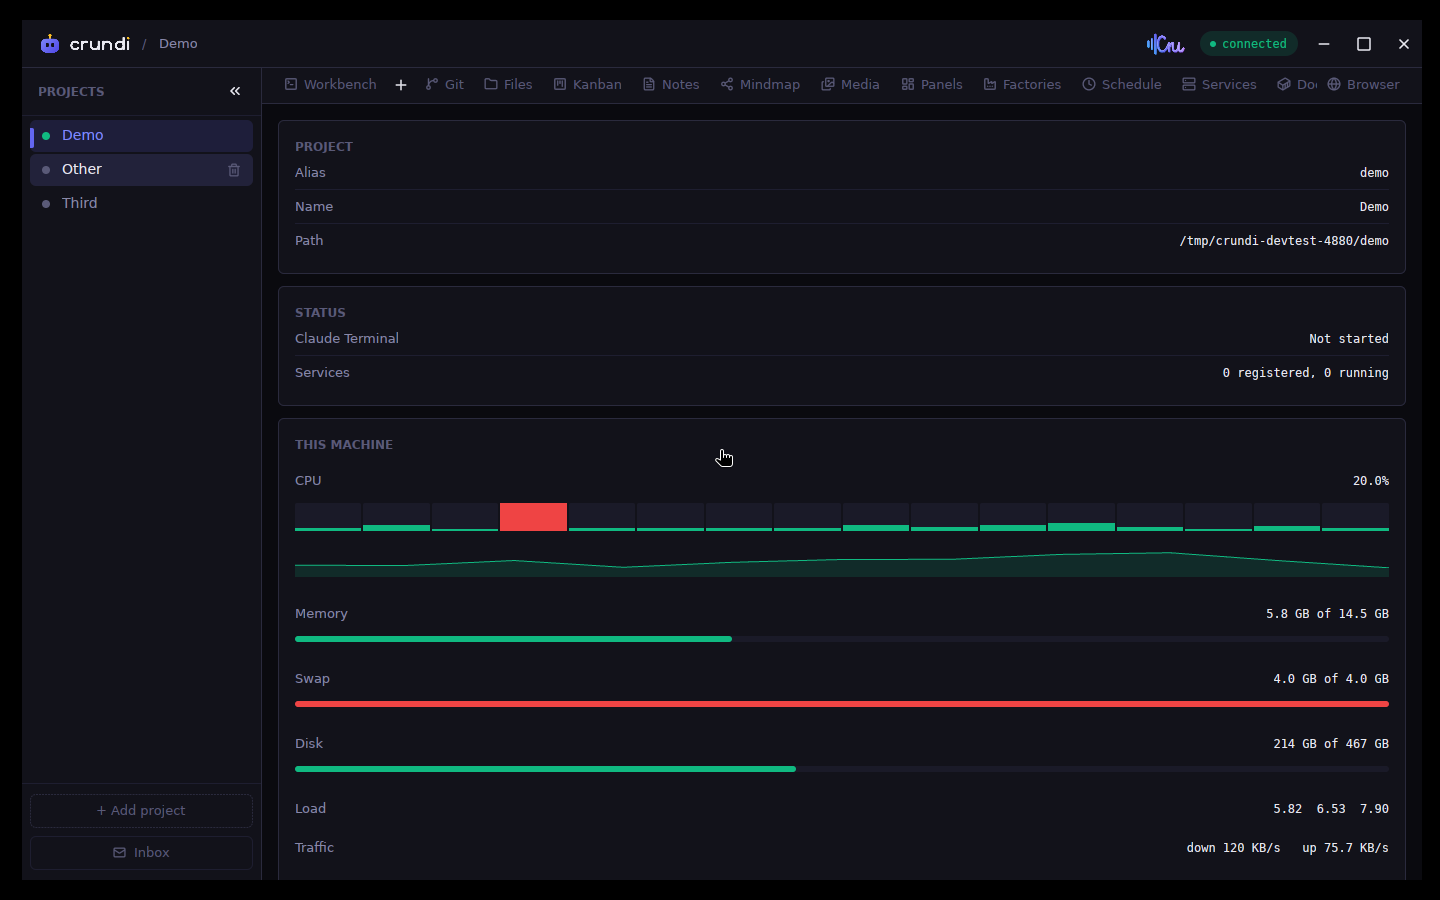 crundi / Demo
Cru
connected
PROJECTS
Workbench
Git
Files
Kanban
Notes
Mindmap
Media
Panels
Factories
Schedule
Services
Browser
Demo
Other
Third
PROJECT
Alias demo
Name Demo
Path /tmp/crundi-devtest-4880/demo
STATUS
Claude Terminal Not started
Services 0 registered, 0 running
THIS MACHINE
CPU 20.0%
Memory 5.8 GB of 14.5 GB
Swap 4.0 GB of 4.0 GB
Disk 214 GB of 467 GB
Load 5.82 6.53 7.90
Traffic down 120 KB/s up 75.7 KB/s
+ Add project
Inbox